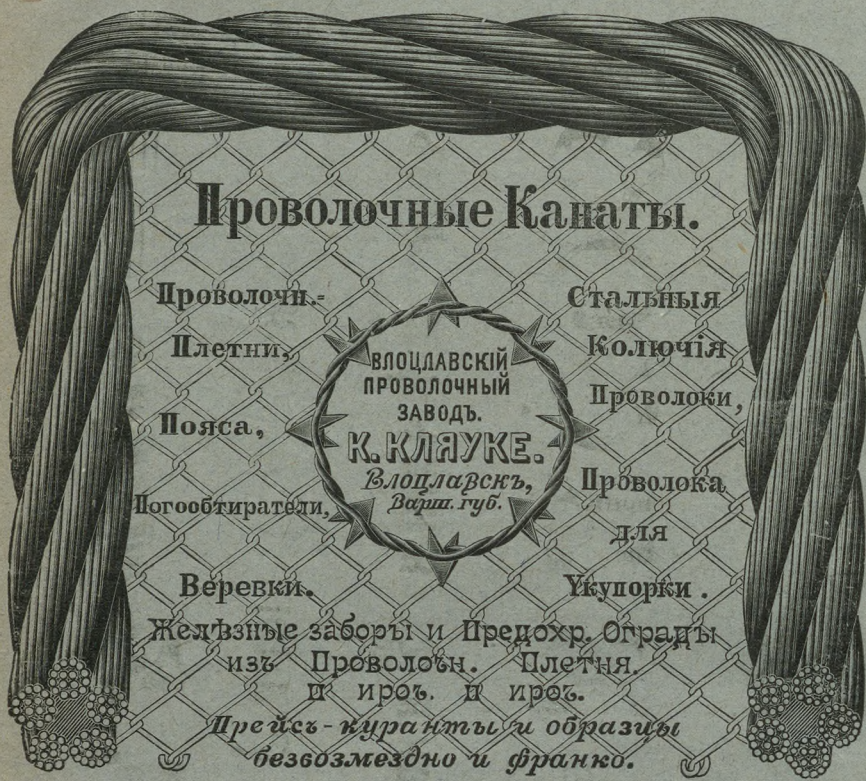 Проволочные Канаты.
Проволочн.=
Плетни,
Пояса,
Ногообтиратели,
Веревки.
ВЛОЦЛАВСКІЙ
ПРОВОЛОЧНЫЙ
ЗАВОДЪ.
К. КЛЯУКЕ.
Влоцлавскъ,
Варш. губ.
Стальныя
Колючія
Проволоки,
Проволока
для
Укупорки.
Желѣзные заборы и Предохр. Ограды
изъ Проволочн. Плетня.
и проч. и проч.
Прейсъ-куранты и образцы
безвозмездно и франко.